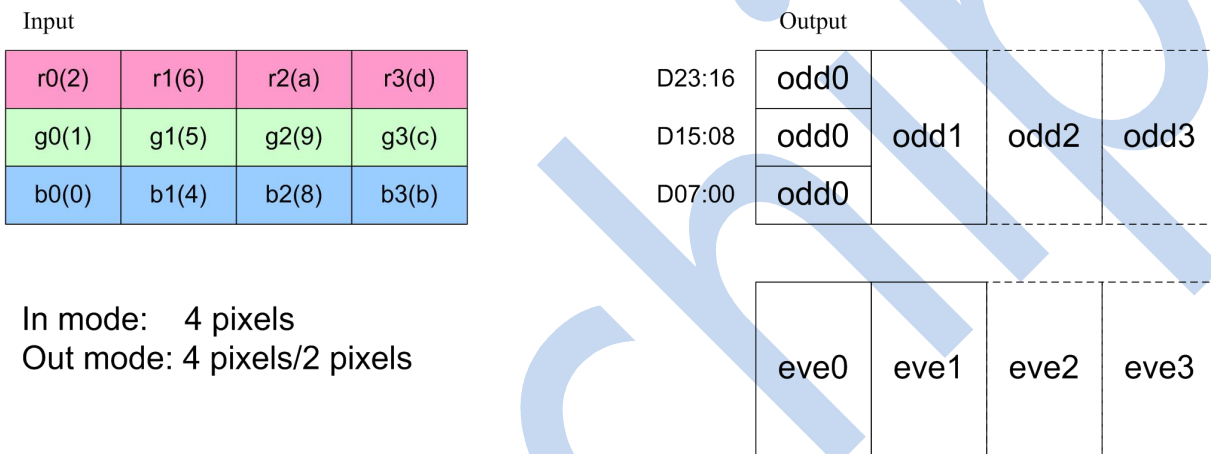 Input
r0(2) r1(6) r2(a) r3(d)
g0(1) g1(5) g2(9) g3(c)
b0(0) b1(4) b2(8) b3(b)
In mode: 4 pixels
Out mode: 4 pixels/2 pixels
Output
D23:16 odd0
D15:08 odd0 odd1 odd2 odd3
D07:00 odd0
eve0 eve1 eve2 eve3